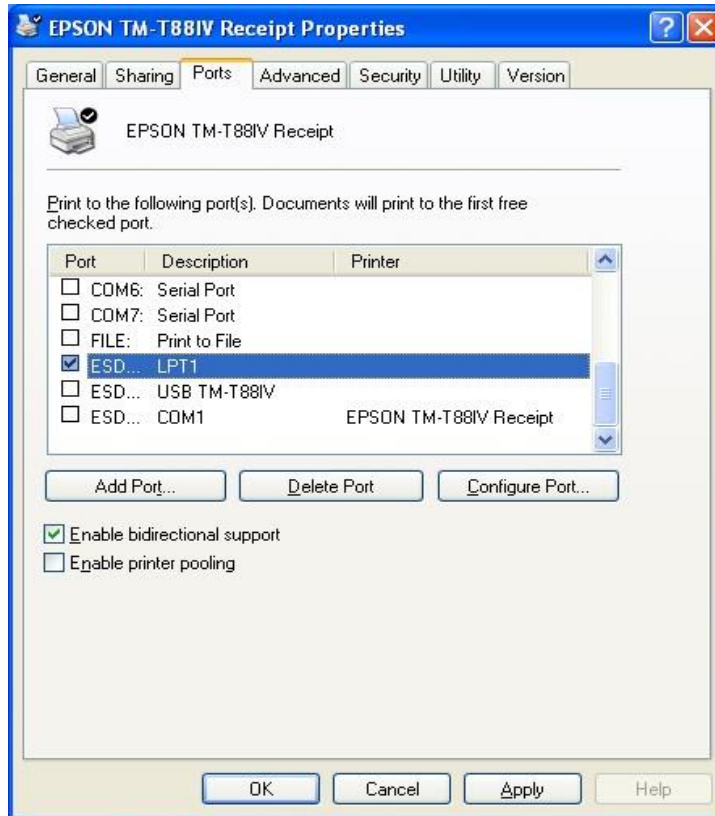 EPSON TM-T88IV Receipt Properties
General Sharing Ports Advanced Security Utility Version
EPSON TM-T88IV Receipt
Print to the following port(s). Documents will print to the first free
checked port.
Port Description Printer
COM6: Serial Port
COM7: Serial Port
FILE: Print to File
ESD... LPT1
ESD... USB TM-T88IV
ESD... COM1 EPSON TM-T88IV Receipt
Add Port... Delete Port Configure Port...
Enable bidirectional support
Enable printer pooling
OK Cancel Apply Help